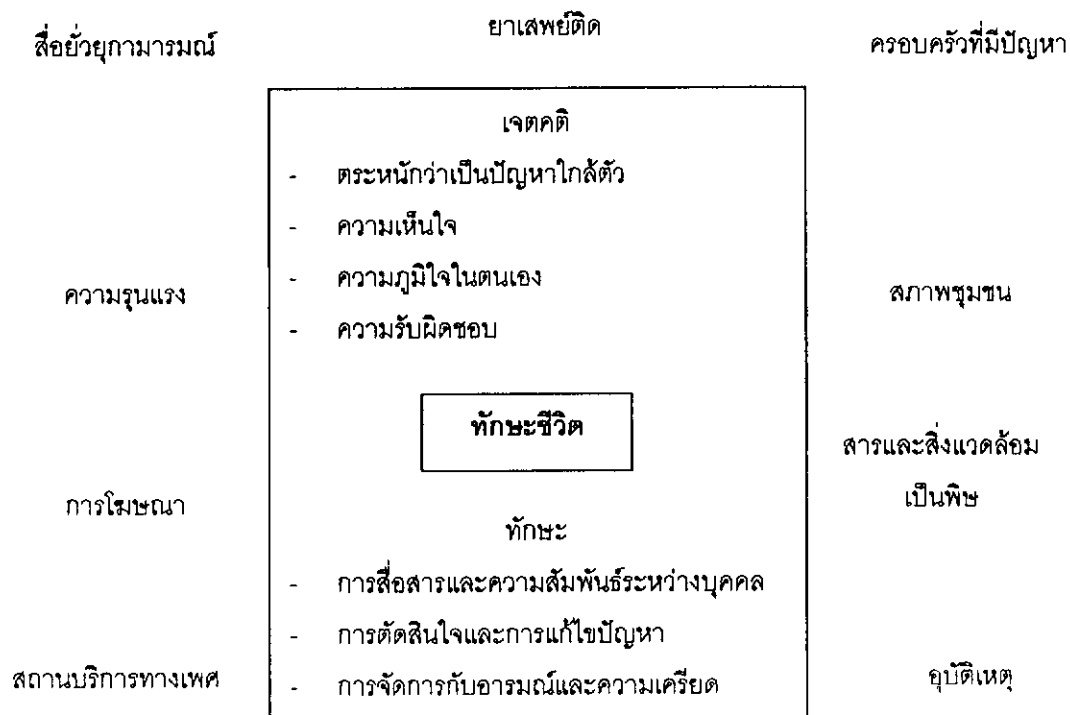 สื่อยั่วยุกามารมณ์
ยาเสพย์ติด
ครอบครัวที่มีปัญหา
เจตคติ
- ตระหนักว่าเป็นปัญหาใกล้ตัว
- ความเห็นใจ
- ความภูมิใจในตนเอง
- ความรับผิดชอบ
ความรุนแรง
สภาพชุมชน
ทักษะชีวิต
สารและสิ่งแวดล้อม
เป็นพิษ
การโฆษณา
ทักษะ
- การสื่อสารและความสัมพันธ์ระหว่างบุคคล
- การตัดสินใจและการแก้ไขปัญหา
- การจัดการกับอารมณ์และความเครียด
สถานบริการทางเพศ
อุบัติเหตุ